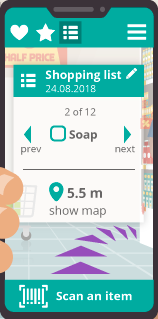 HALF PRICE
Shopping list
24.08.2018
2 of 12
Soap
prev next
5.5 m
show map
Scan an item